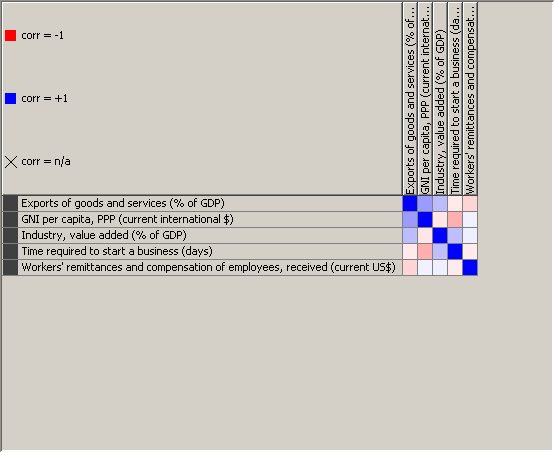 corr = -1
corr = +1
corr = n/a
Exports of goods and services (% of...
GNI per capita, PPP (current internat...
Industry, value added (% of GDP)
Time required to start a business (da...
Workers' remittances and compensat...
Exports of goods and services (% of GDP)
GNI per capita, PPP (current international $)
Industry, value added (% of GDP)
Time required to start a business (days)
Workers' remittances and compensation of employees, received (current US$)